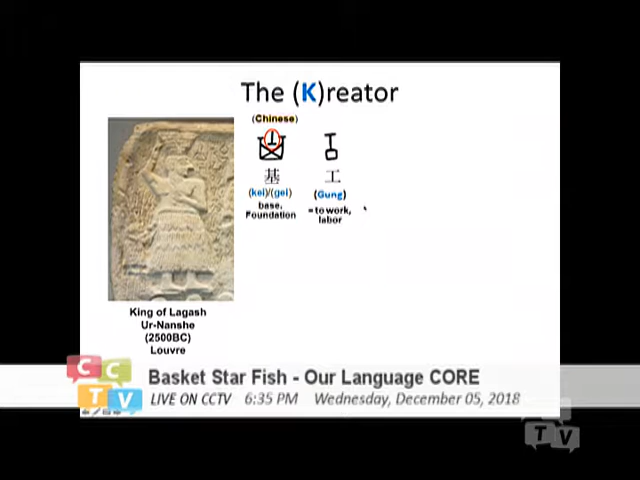 The (K)reator
(Chinese)
基 工
(kei)/(gei) (Gung)
base, Foundation
=to work, labor
King of Lagash
Ur-Nanshe
(2500BC)
Louvre
CCTV
Basket Star Fish - Our Language CORE
LIVE ON CCTV 6:35 PM Wednesday, December 05, 2018
TV